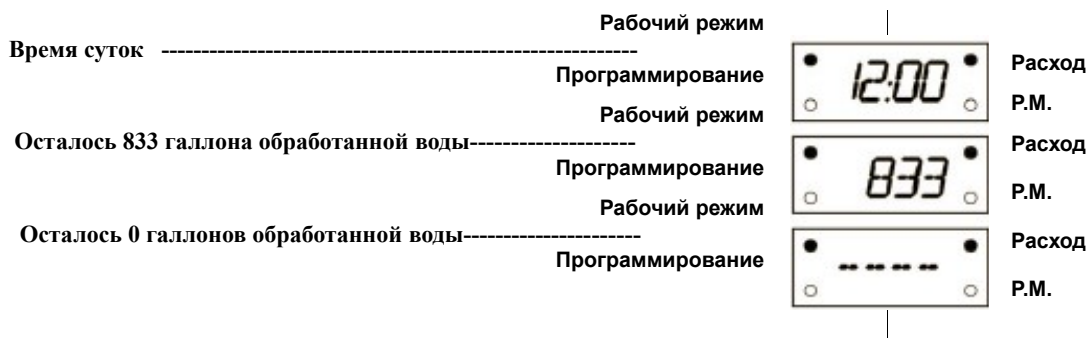 Рабочий режим
Время суток -----------------------------------------------------------
Программирование
12:00
Расход
P.M.
Рабочий режим
Осталось 833 галлона обработанной воды--------------------
Программирование
833
Расход
P.M.
Рабочий режим
Осталось 0 галлонов обработанной воды----------------------
Программирование
----
Расход
P.M.